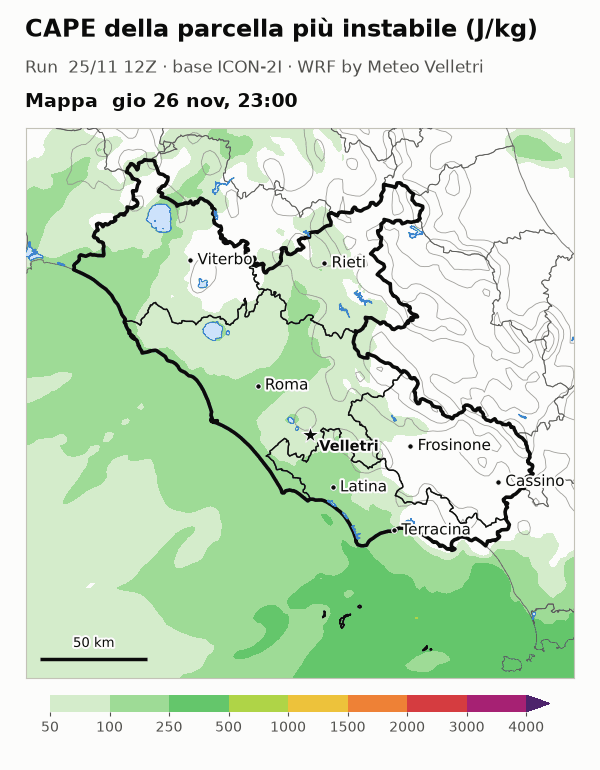 CAPE della parcella più instabile (J/kg)
Run  25/11 12Z · base ICON-2I · WRF by Meteo Velletri
Mappa  gio 26 nov, 23:00
Viterbo
Rieti
Roma
Velletri
Frosinone
Latina
Cassino
Terracina
50 km
50 100 250 500 1000 1500 2000 3000 4000